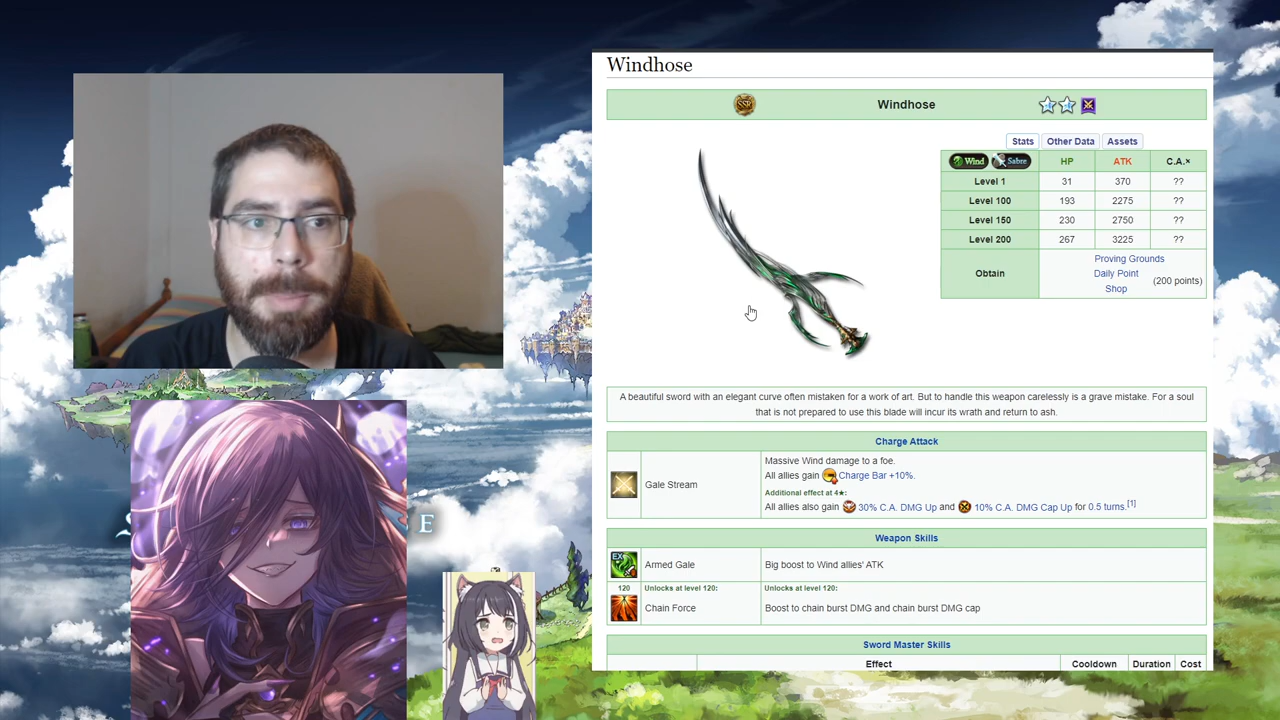 Windhose
SSR Windhose
Stats Other Data Assets
Wind Sabre HP ATK C.A.×
Level 1 31 370 ??
Level 100 193 2275 ??
Level 150 230 2750 ??
Level 200 267 3225 ??
Obtain Proving Grounds
Daily Point
Shop
(200 points)
A beautiful sword with an elegant curve often mistaken for a work of art. But to handle this weapon carelessly is a grave mistake. For a soul
that is not prepared to use this blade will incur its wrath and return to ash.
Charge Attack
Gale Stream
Massive Wind damage to a foe.
All allies gain Charge Bar +10%.
Additional effect at 4★:
All allies also gain 30% C.A. DMG Up and 10% C.A. DMG Cap Up for 0.5 turns.[1]
Weapon Skills
EX Armed Gale Big boost to Wind allies' ATK
120 Unlocks at level 120: Unlocks at level 120:
Chain Force Boost to chain burst DMG and chain burst DMG cap
Sword Master Skills
Effect Cooldown Duration Cost
E